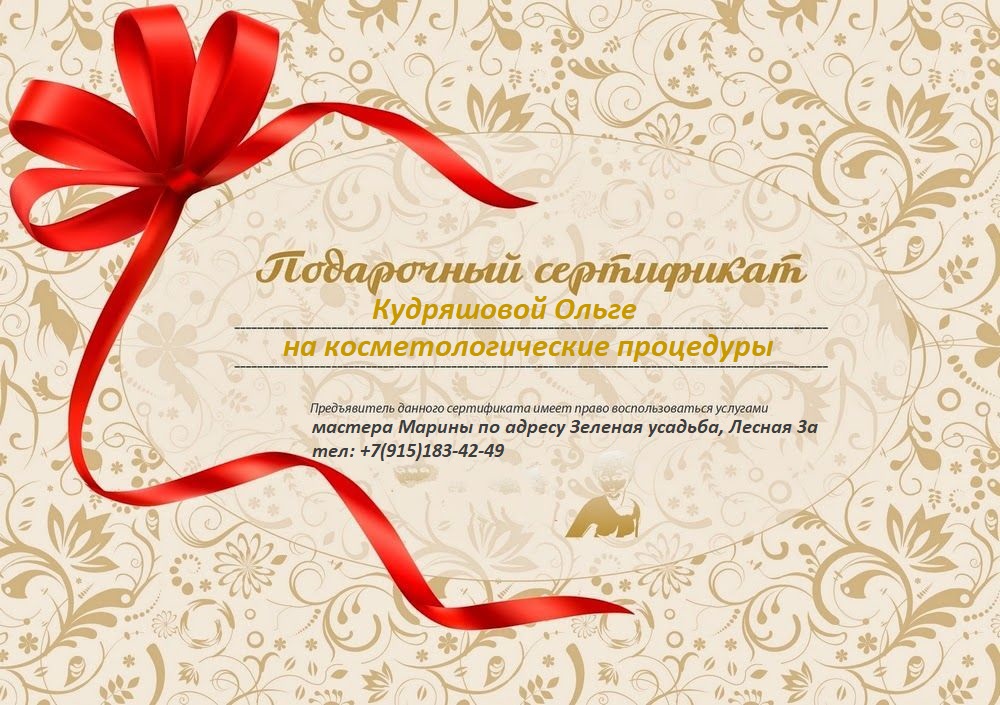 Подарочный сертификат
Кудряшовой Ольге
на косметологические процедуры
Предъявитель данного сертификата имеет право воспользоваться услугами
мастера Марины по адресу Зеленая усадьба, Лесная 3а
тел: +7(915)183-42-49